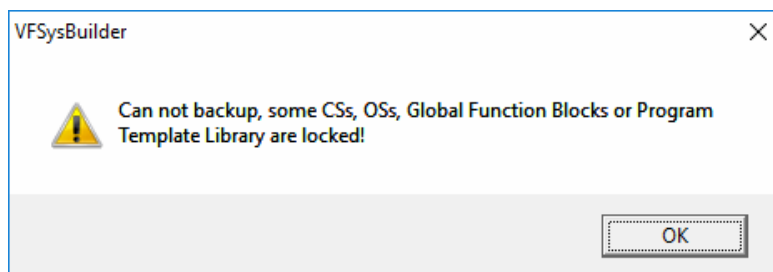 VFSysBuilder
Can not backup, some CSs, OSs, Global Function Blocks or Program
Template Library are locked!
OK